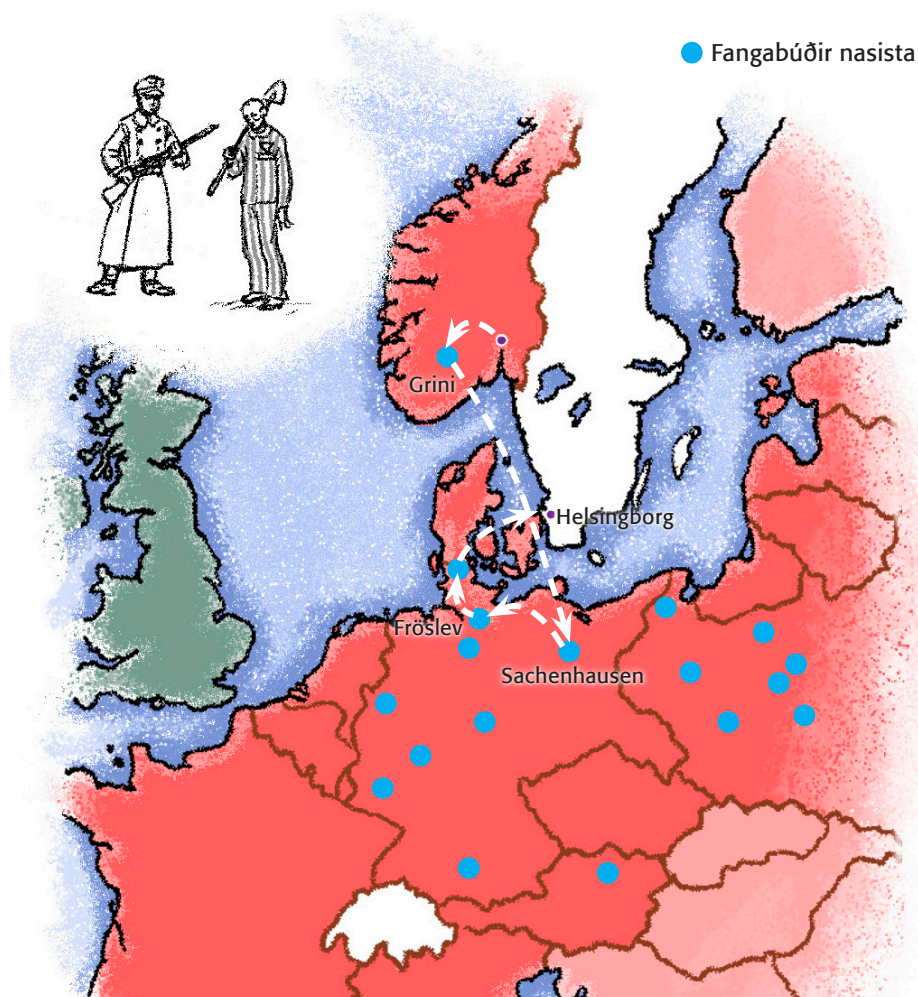 Fangabúðir nasista
Grini
Helsingborg
Fröslev
Sachenhausen